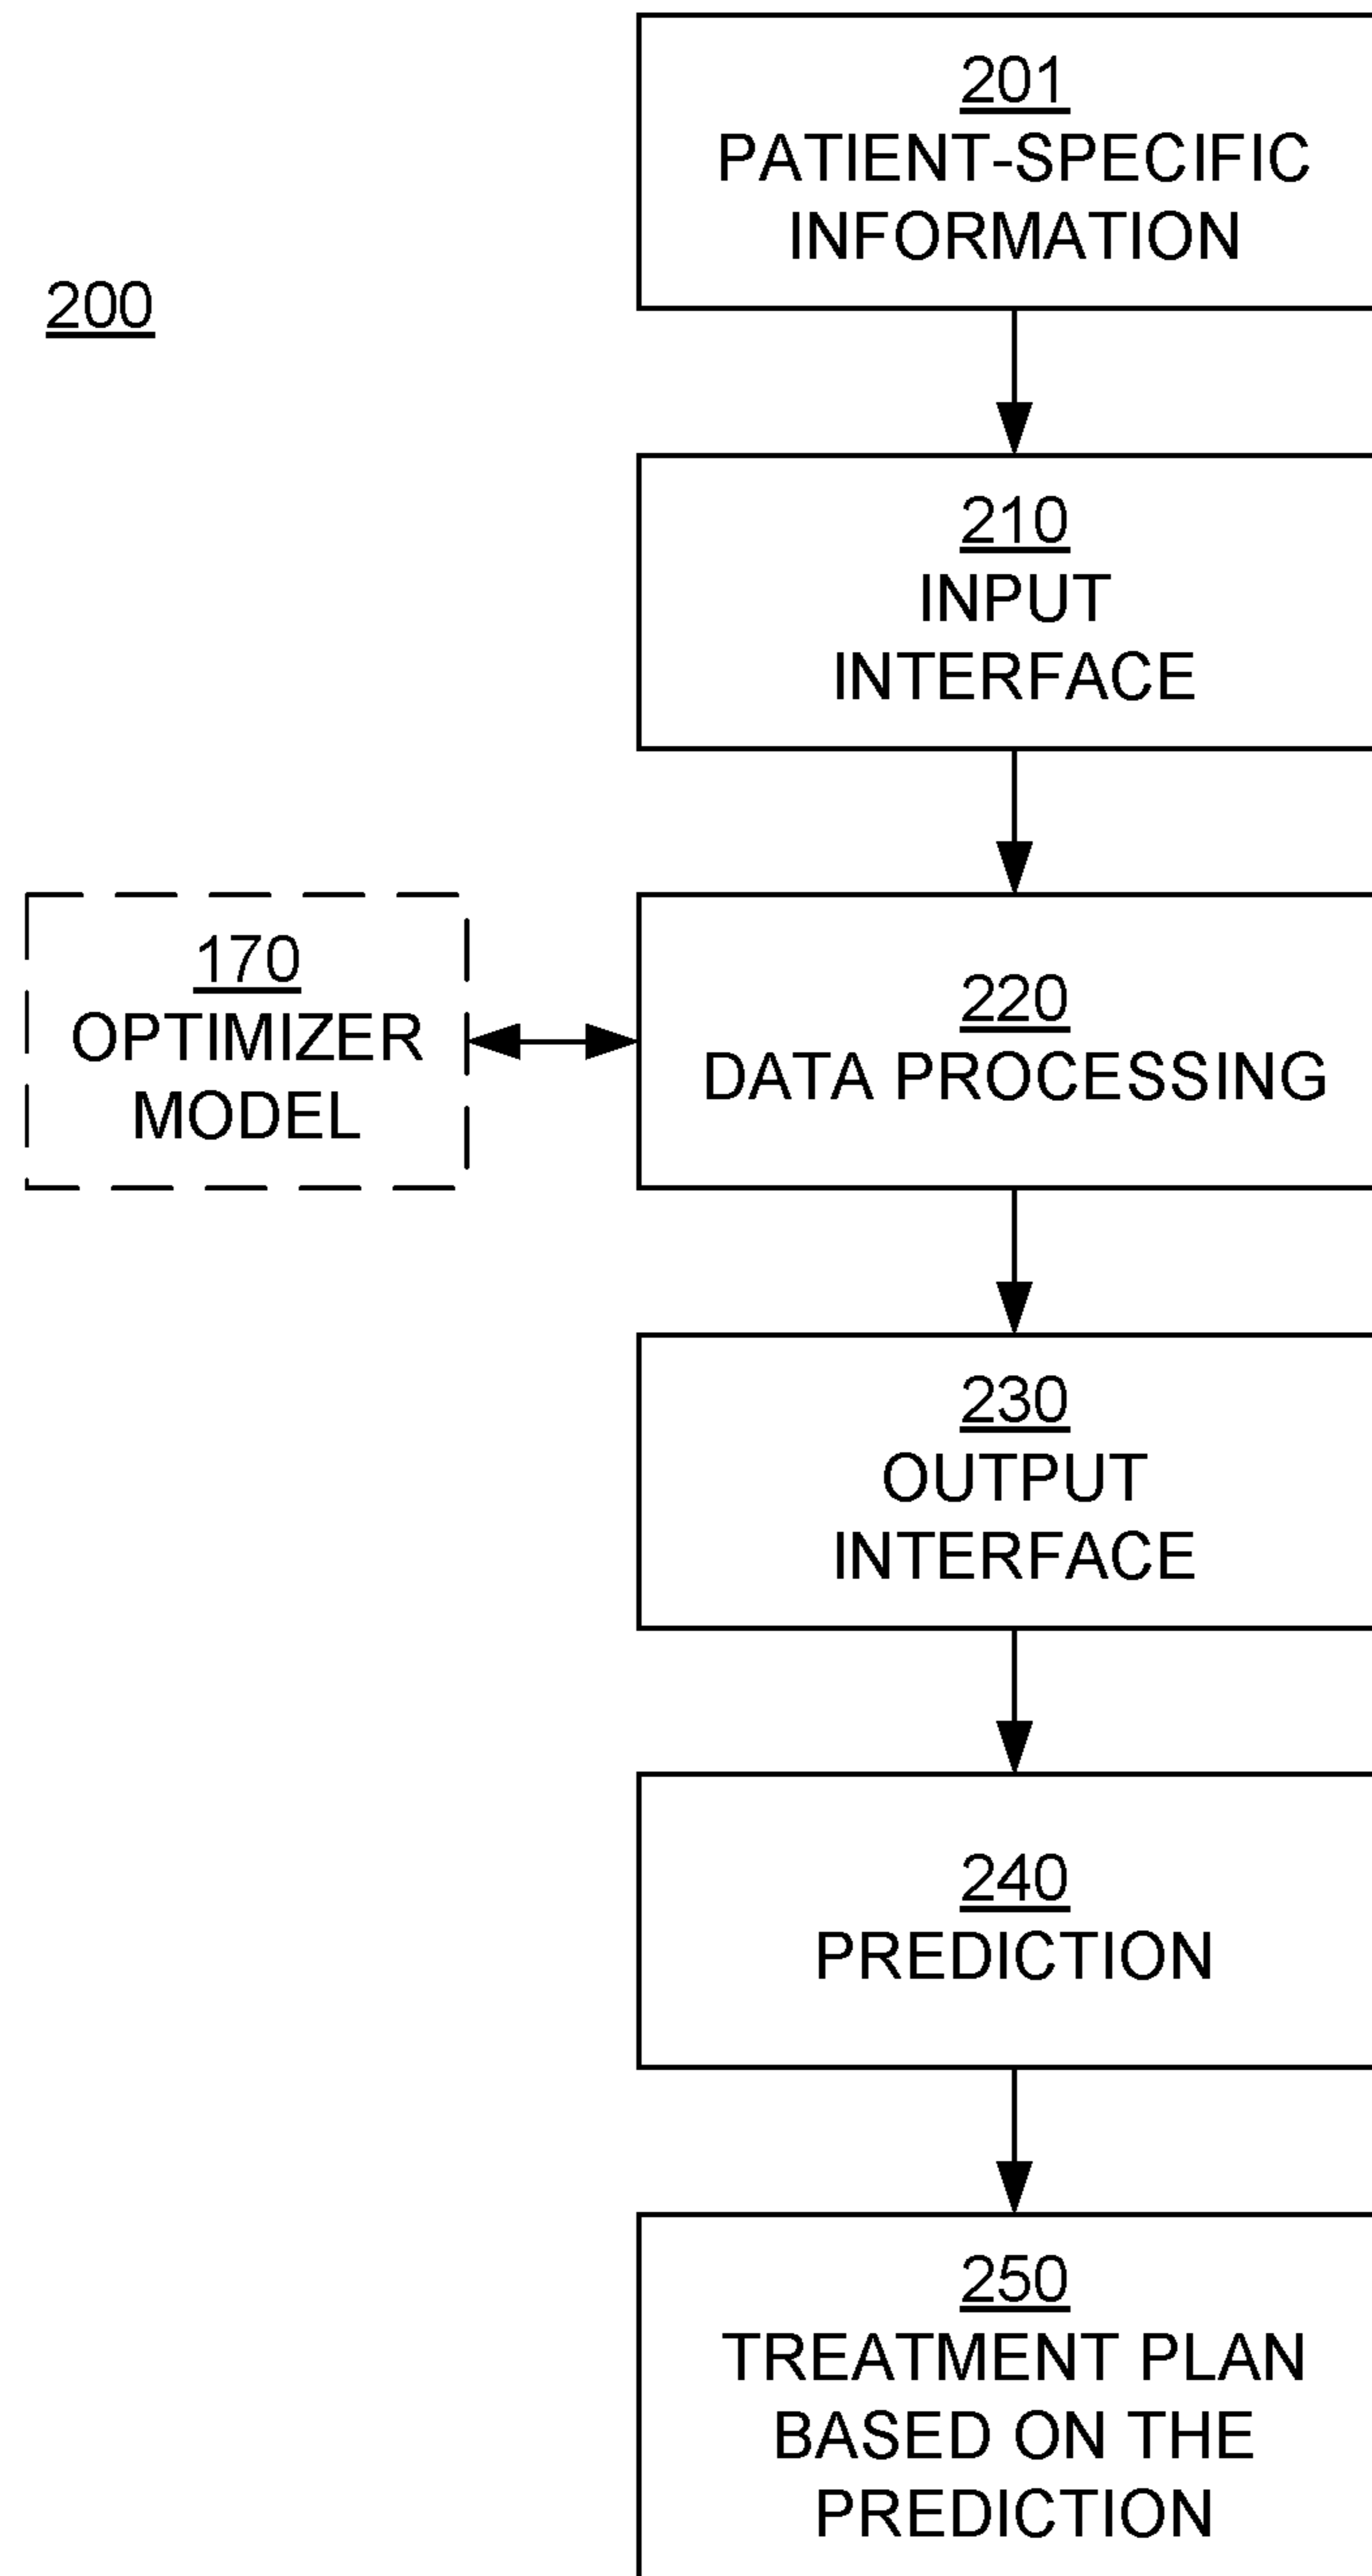 201
PATIENT-SPECIFIC
INFORMATION
200
210
INPUT
INTERFACE
170
OPTIMIZER
MODEL
220
DATA PROCESSING
230
OUTPUT
INTERFACE
240
PREDICTION
250
TREATMENT PLAN
BASED ON THE
PREDICTION